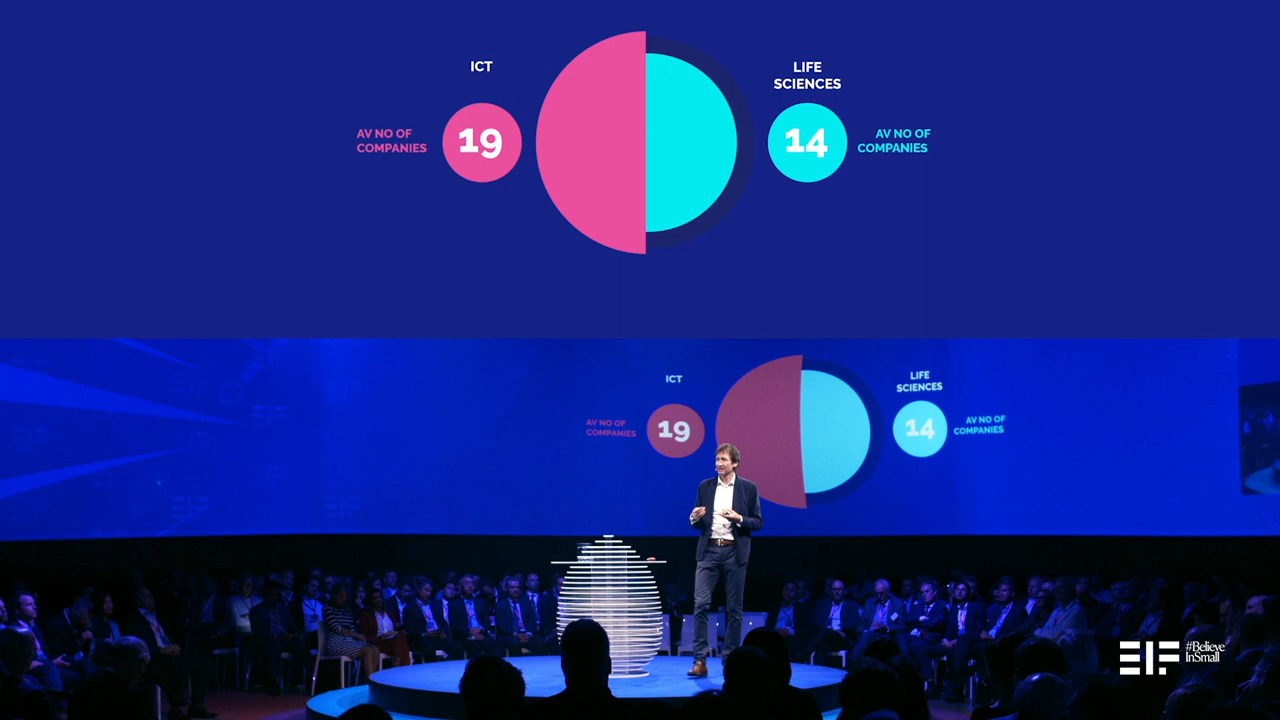 ICT
LIFE
SCIENCES
AV NO OF
COMPANIES
19
14
AV NO OF
COMPANIES
ICT
LIFE
SCIENCES
AV NO OF
COMPANIES
19
14
AV NO OF
COMPANIES
EIF
#Believe
InSmall